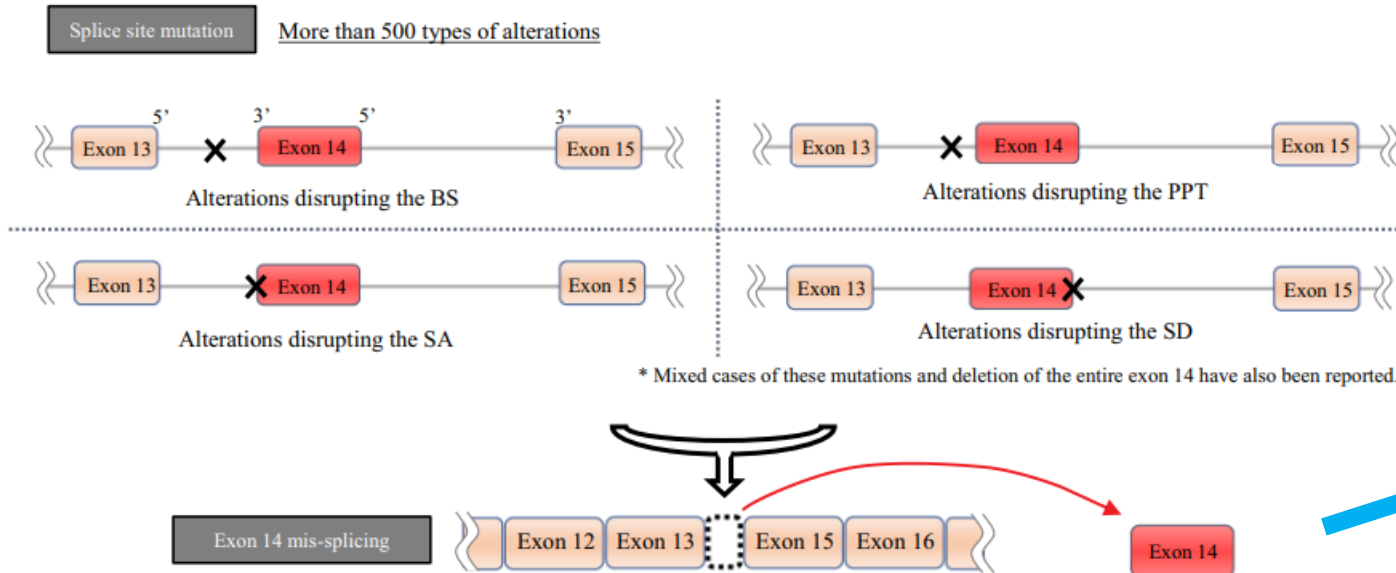 Splice site mutation More than 500 types of alterations
5’ 3’ 5’ 3’
Exon 13 Exon 14 Exon 15
Alterations disrupting the BS
Exon 13 Exon 14 Exon 15
Alterations disrupting the PPT
Exon 13 Exon 14 Exon 15
Alterations disrupting the SA
Exon 13 Exon 14 Exon 15
Alterations disrupting the SD
* Mixed cases of these mutations and deletion of the entire exon 14 have also been reported.
Exon 14 mis-splicing Exon 12 Exon 13 Exon 15 Exon 16 Exon 14